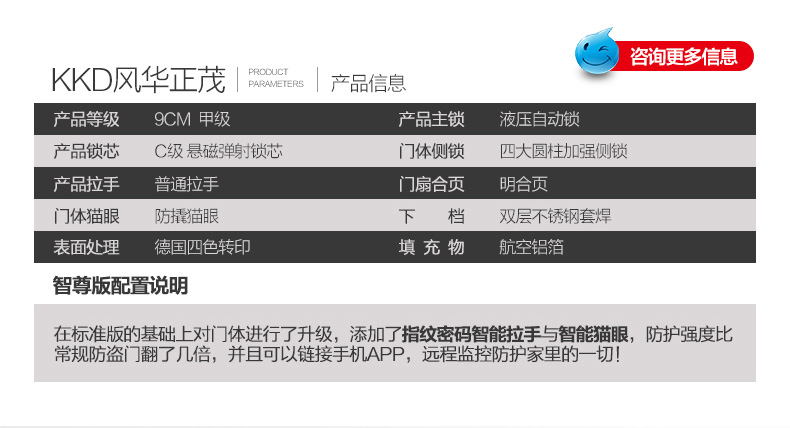 咨询更多信息
KKD风华正茂 PRODUCT PARAMETERS 产品信息
产品等级 9CM 甲级 产品主锁 液压自动锁
产品锁芯 C级 悬磁弹射锁芯 门体侧锁 四大圆柱加强侧锁
产品拉手 普通拉手 门扇合页 明合页
门体猫眼 防撬猫眼 下 档 双层不锈钢套焊
表面处理 德国四色转印 填 充 物 航空铝箔
智尊版配置说明
在标准版的基础上对门体进行了升级，添加了指纹密码智能拉手与智能猫眼，防护强度比
常规防盗门翻了几倍，并且可以链接手机APP，远程监控防护家里的一切！